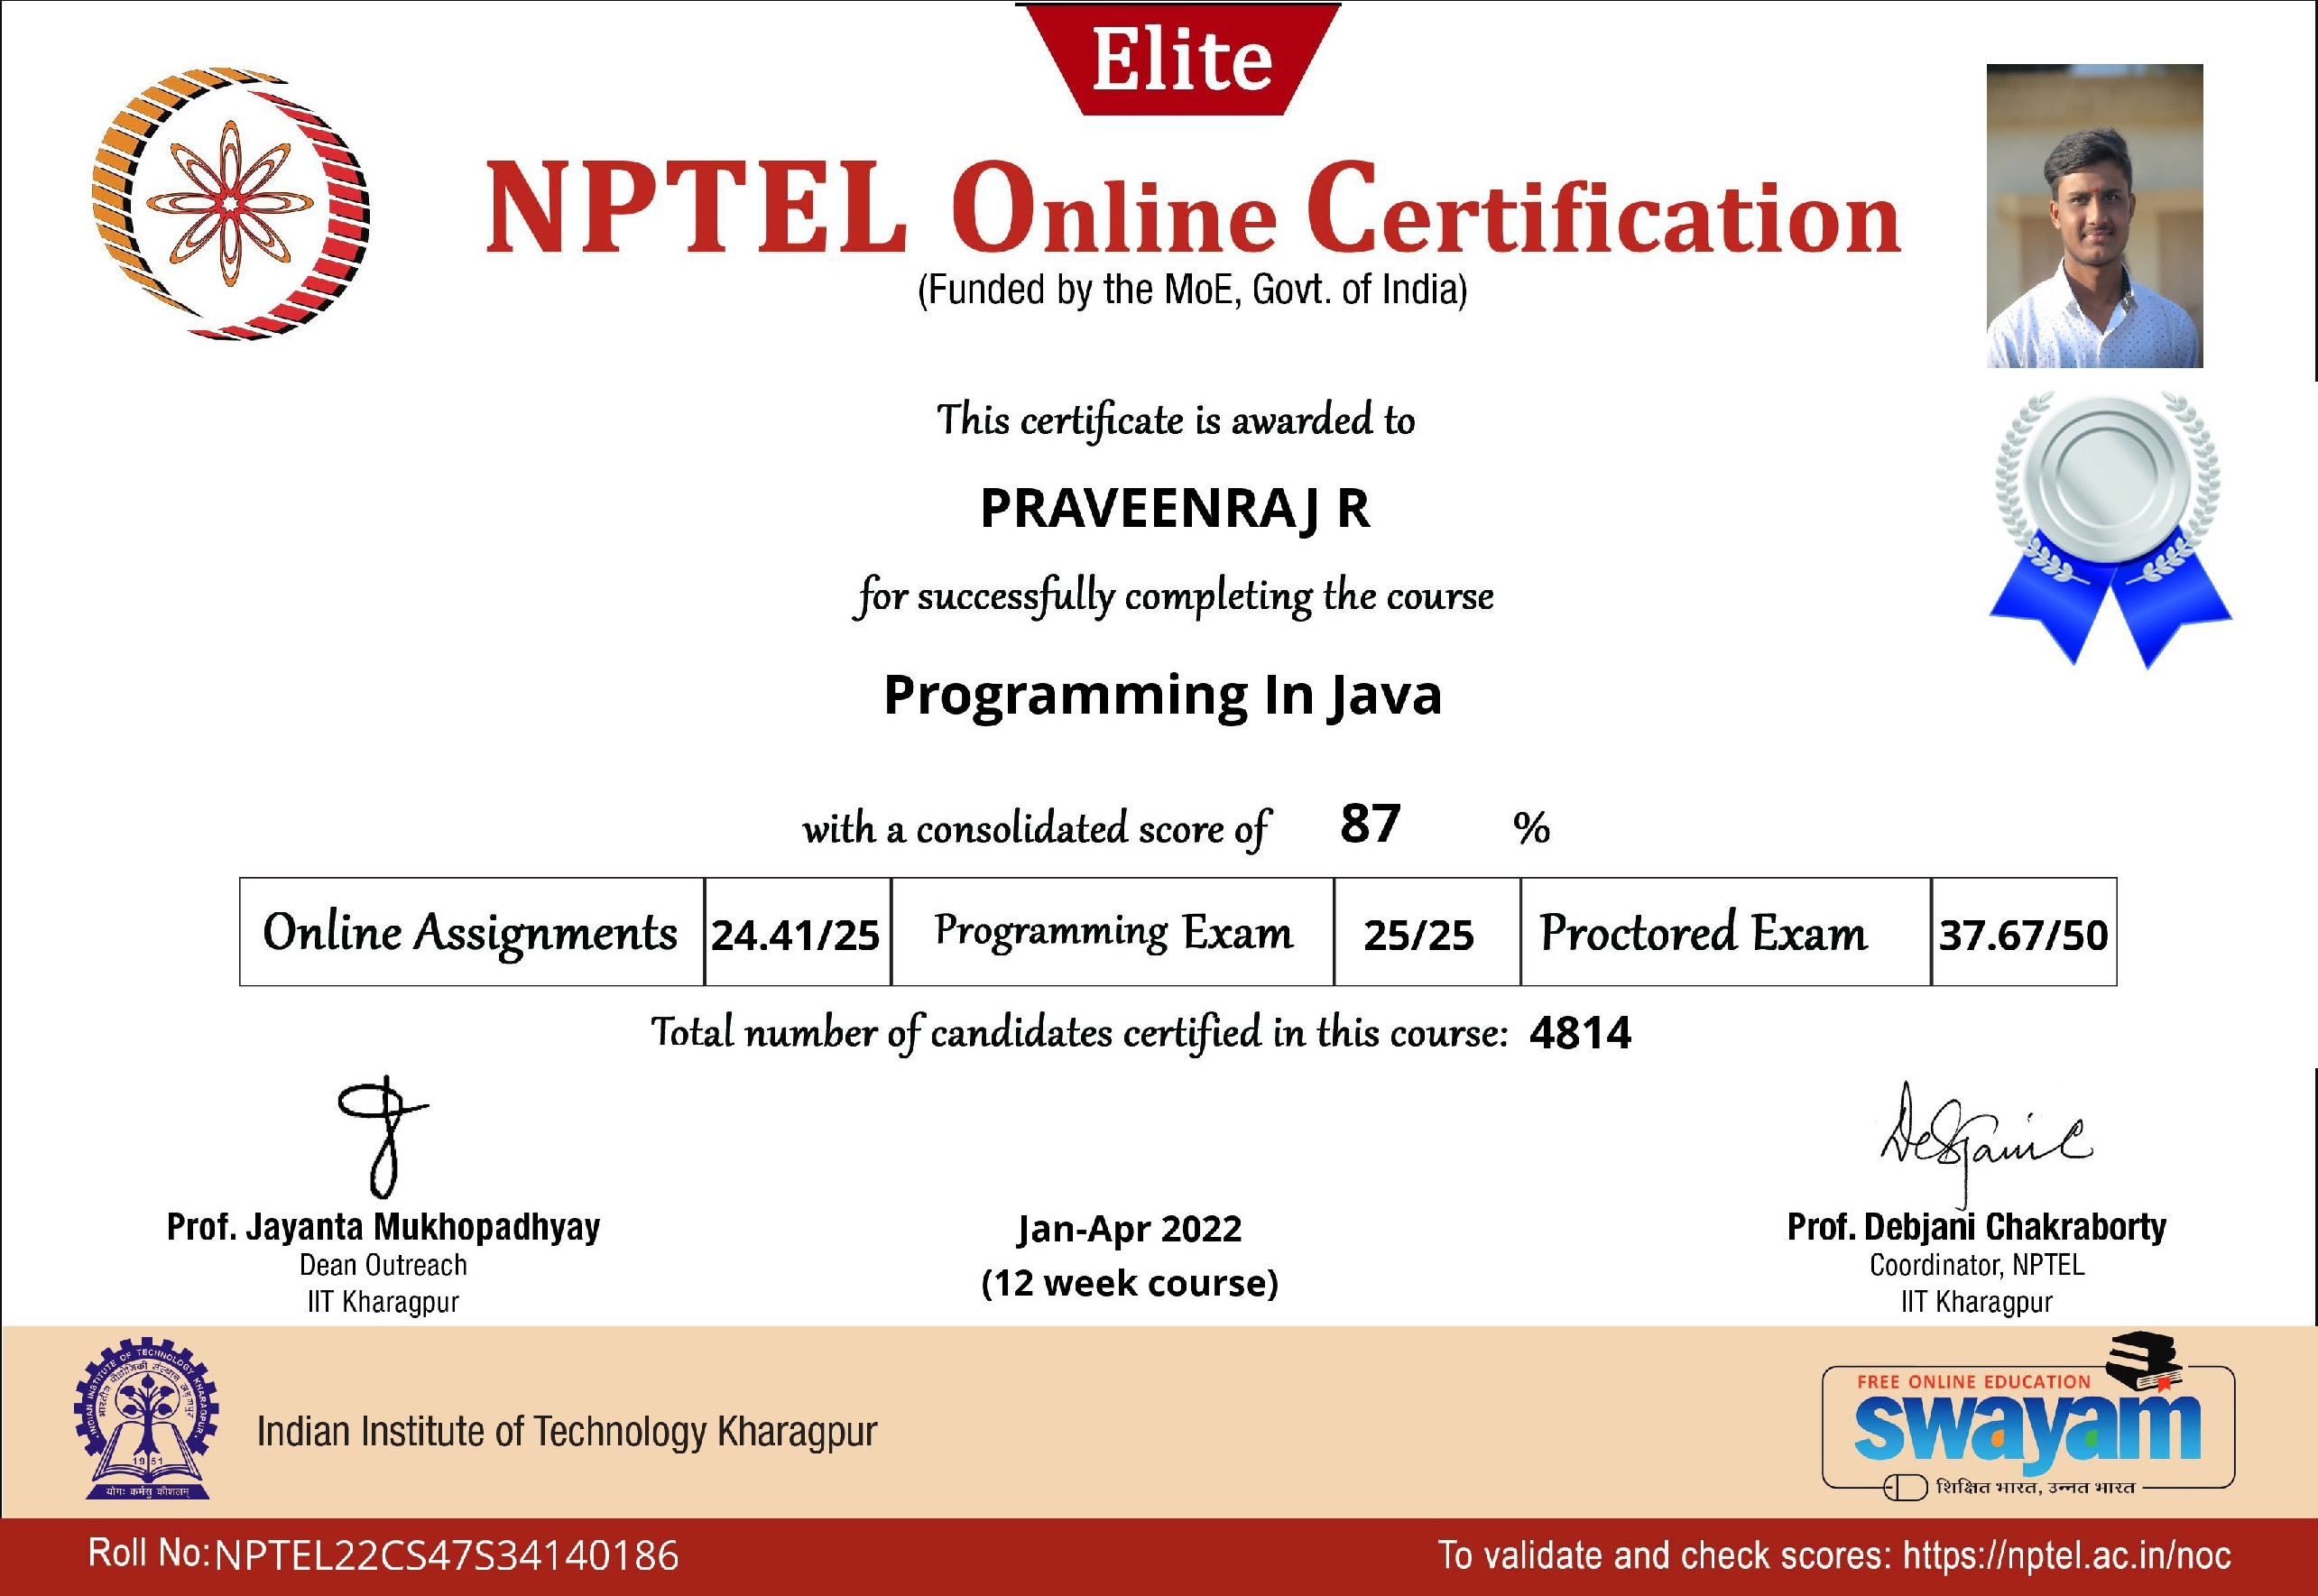 Elite
NPTEL Online Certification
(Funded by the MoE, Govt. of India)
This certificate is awarded to
PRAVEENRAJ R
for successfully completing the course
Programming In Java
with a consolidated score of 87 %
Online Assignments 24.41/25 Programming Exam 25/25 Proctored Exam 37.67/50
Total number of candidates certified in this course: 4814
Prof. Jayanta Mukhopadhyay
Dean Outreach
IIT Kharagpur
Jan-Apr 2022
(12 week course)
Prof. Debjani Chakraborty
Coordinator, NPTEL
IIT Kharagpur
INDIAN INSTITUTE OF TECHNOLOGY KHARAGPUR
1951
योगः कर्मसु कौशलम्
Indian Institute of Technology Kharagpur
FREE ONLINE EDUCATION
swayam
शिक्षित भारत, उन्नत भारत
Roll No: NPTEL22CS47S34140186
To validate and check scores: https://nptel.ac.in/noc